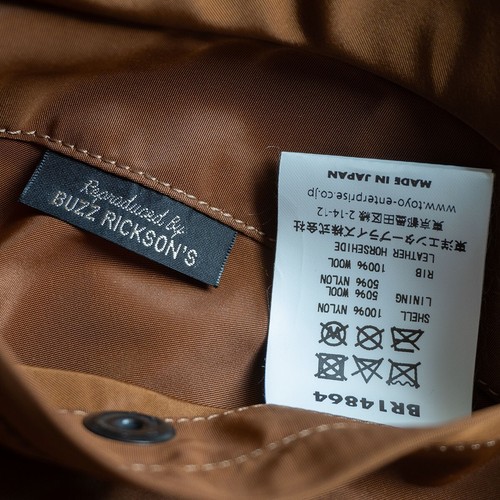 Reproduced By
BUZZ RICKSON'S
BR14864
SHELL 100% NYLON
LINING 50% WOOL
50% NYLON
RIB 100% WOOL
LEATHER HORSEHIDE
東洋エンタープライズ株式会社
東京都墨田区緑2-14-12
www.toyo-enterprise.co.jp
MADE IN JAPAN